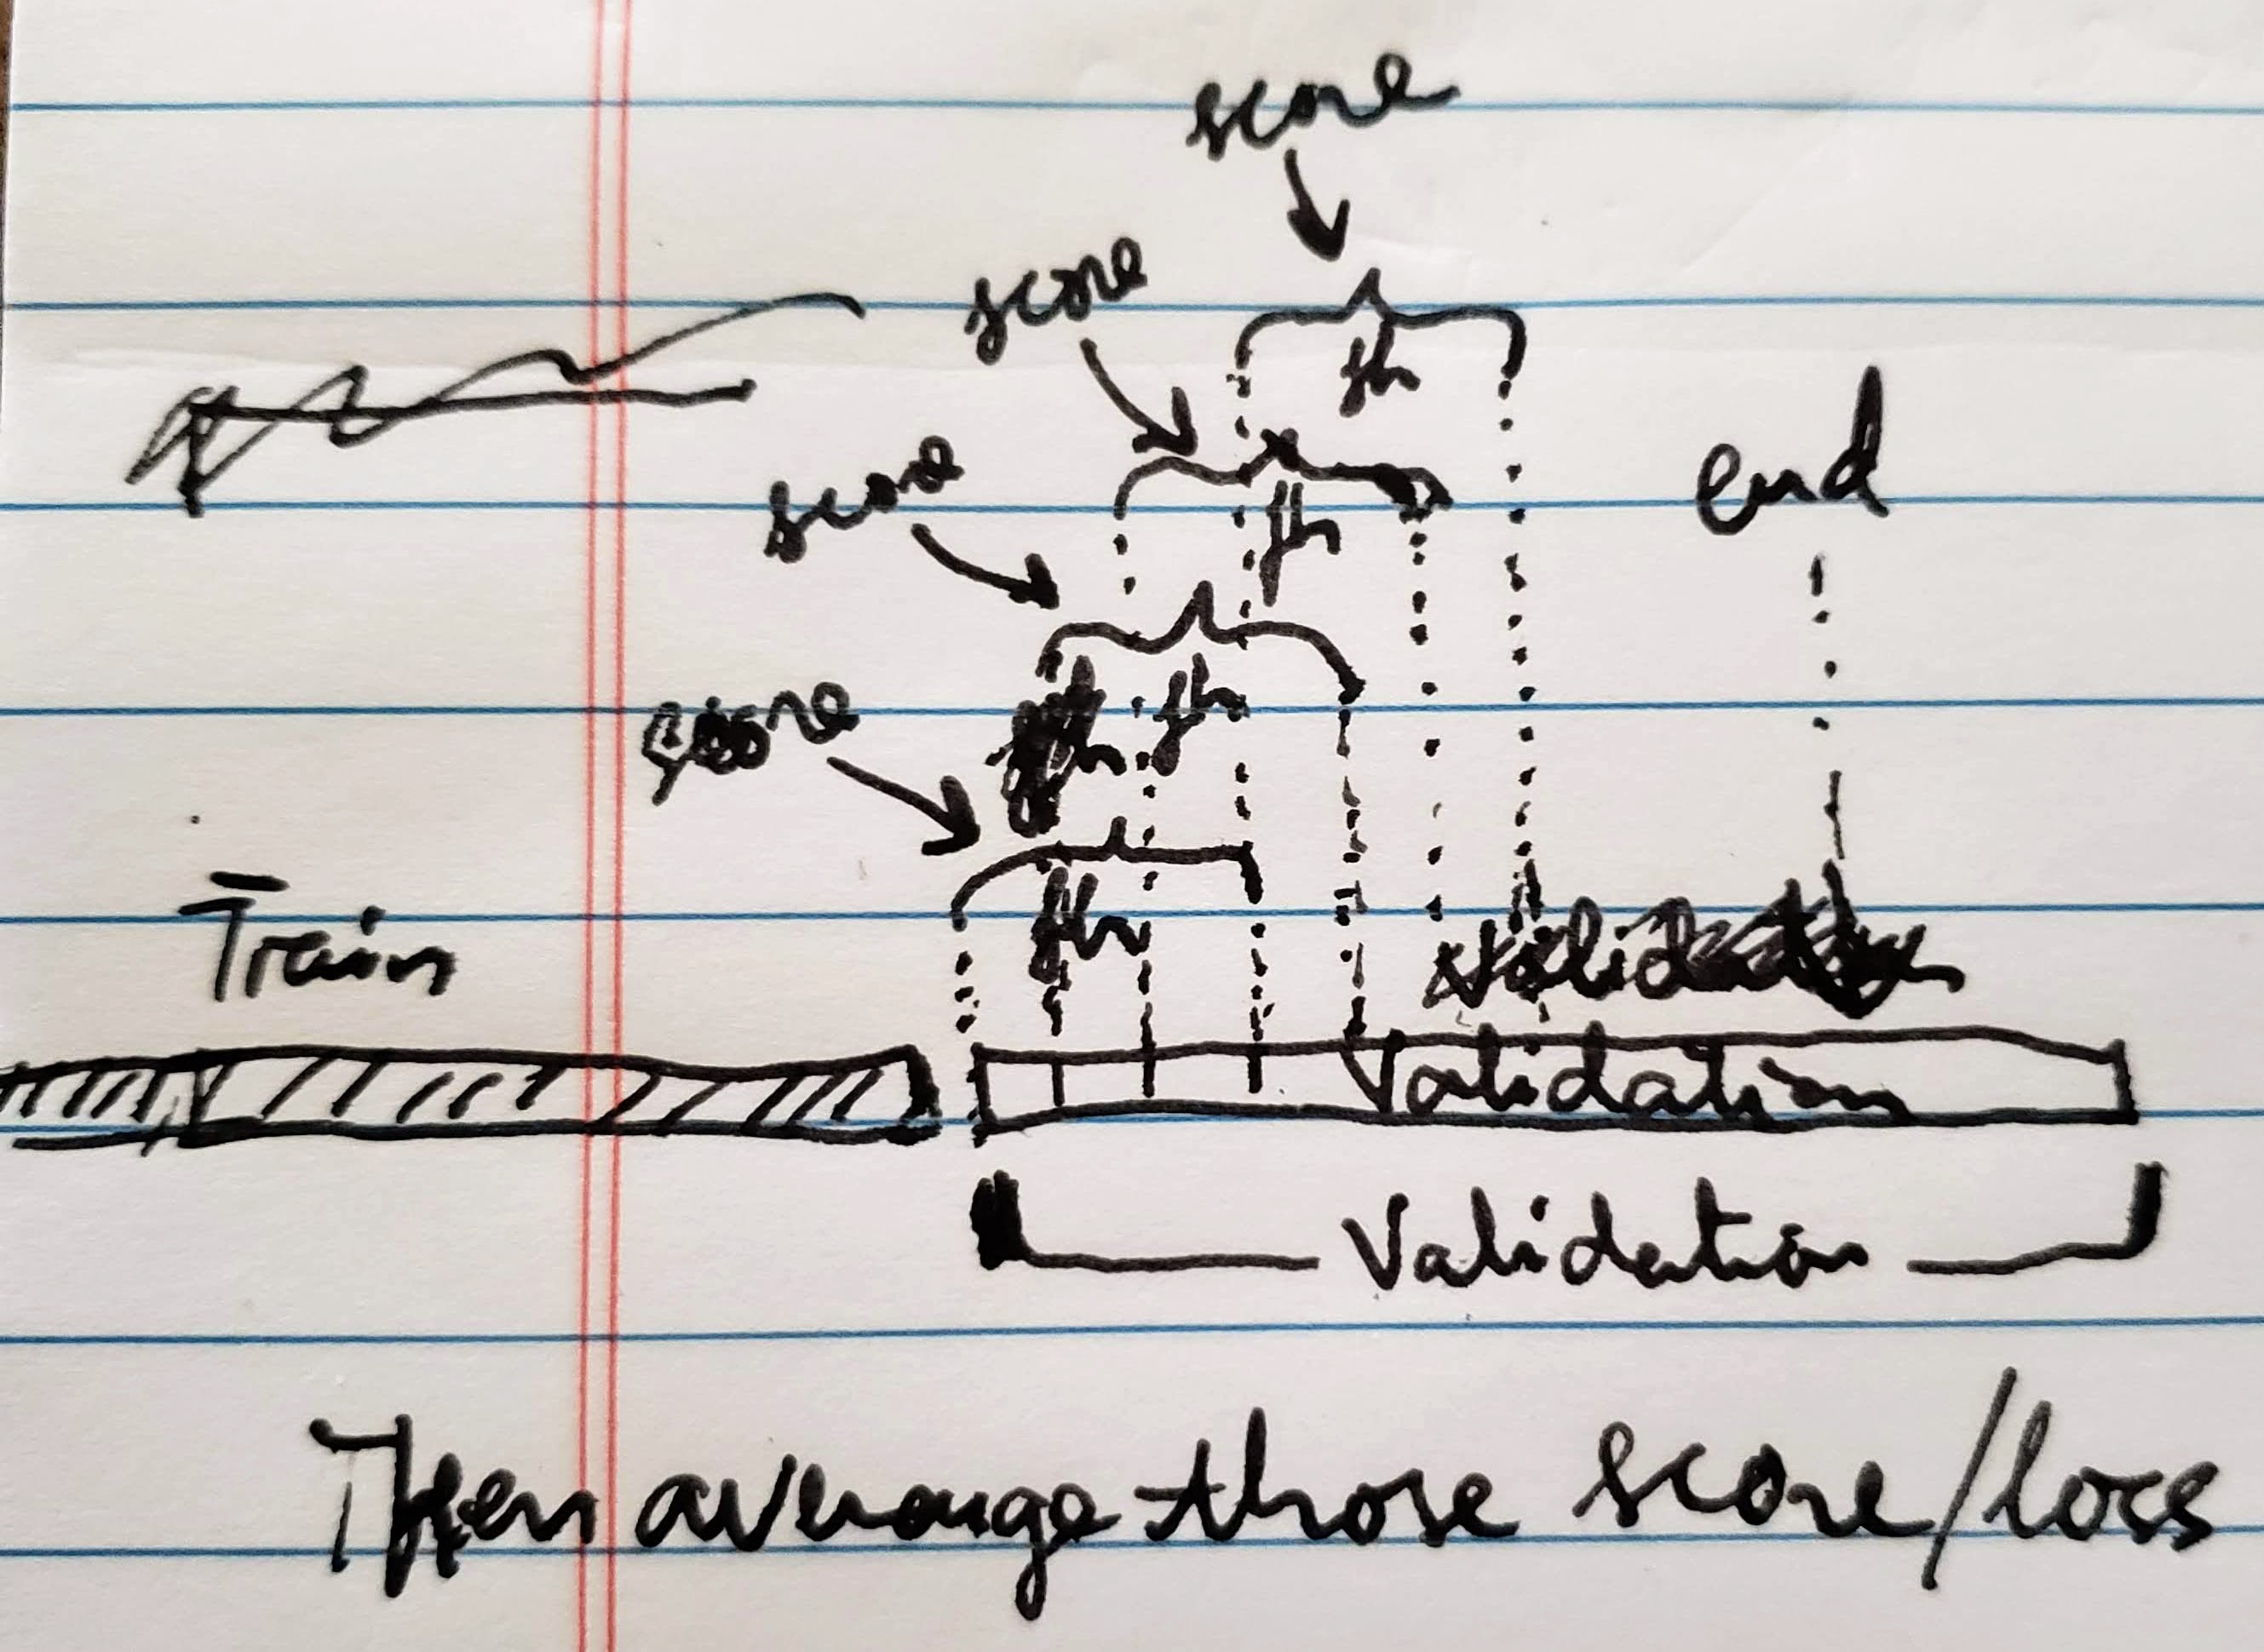 score
score
fh
end
score
fh
fh
score
fh
Train
Validation
Validation
Then average those score/loss